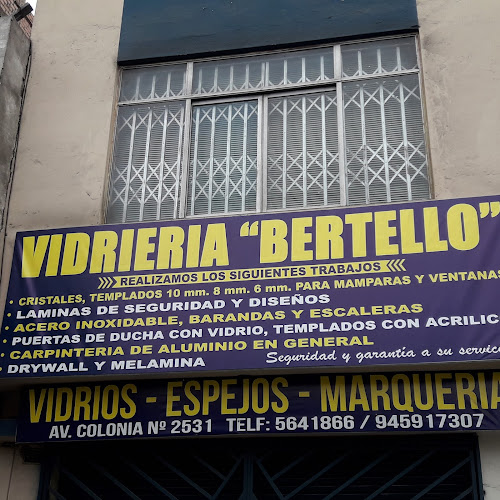 VIDRIERIA "BERTELLO"
REALIZAMOS LOS SIGUIENTES TRABAJOS
• CRISTALES, TEMPLADOS 10 mm. 8 mm. 6 mm. PARA MAMPARAS Y VENTANAS
• LAMINAS DE SEGURIDAD Y DISEÑOS
• ACERO INOXIDABLE, BARANDAS Y ESCALERAS
• PUERTAS DE DUCHA CON VIDRIO, TEMPLADOS CON ACRILIC
• CARPINTERIA DE ALUMINIO EN GENERAL
• DRYWALL Y MELAMINA
Seguridad y garantía a su servicio
VIDRIOS - ESPEJOS - MARQUERIA
AV. COLONIA Nº 2531 TELF: 5641866 / 945917307